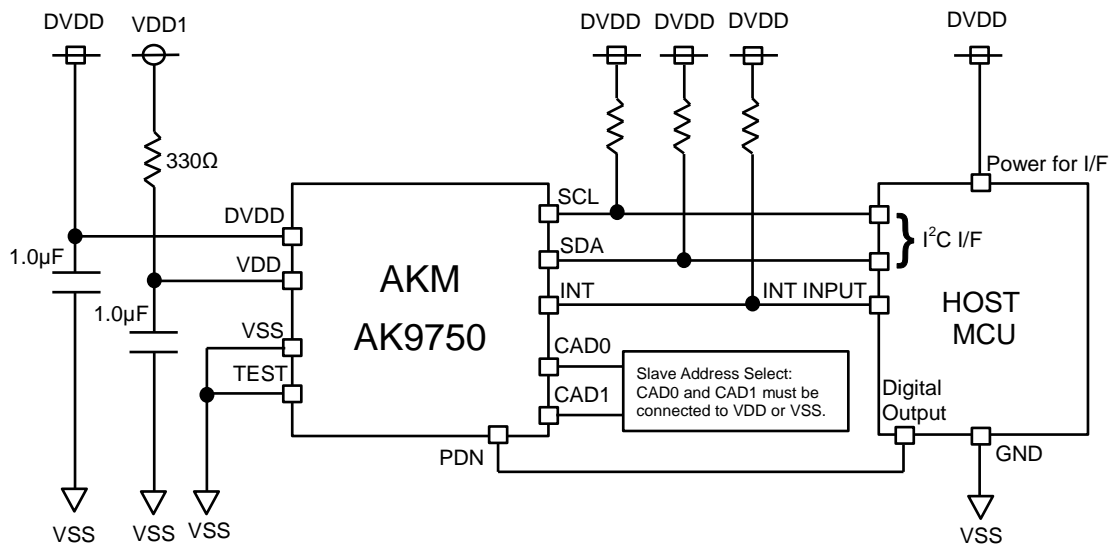 DVDD
VDD1
DVDD
DVDD
DVDD
DVDD
330Ω
Power for I/F
SCL
DVDD
I²C I/F
SDA
1.0µF
VDD
AKM
AK9750
INT
INT INPUT
HOST
MCU
1.0µF
VSS
CAD0
TEST
Slave Address Select:
CAD0 and CAD1 must be
connected to VDD or VSS.
CAD1
Digital
Output
PDN
GND
VSS
VSS
VSS
VSS